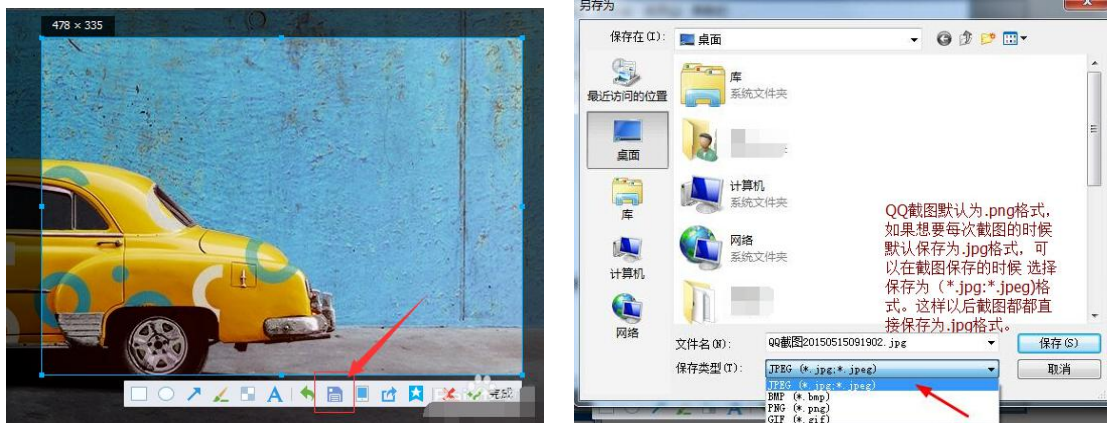 478 × 335
A
完成
另存为
保存在(I):
桌面
最近访问的位置
桌面
库
计算机
网络
库
系统文件夹
计算机
系统文件夹
网络
系统文件夹
QQ截图默认为.png格式，
如果想要每次截图的时候
默认保存为.jpg格式，可
以在截图保存的时候 选择
保存为（*.jpg:*.jpeg)格
式。这样以后截图都都直
接保存为.jpg格式。
文件名(N):
QQ截图20150515091902.jpg
保存(S)
保存类型(T):
JPEG (*.jpg;*.jpeg)
取消
JPEG (*.jpg;*.jpeg)
BMP (*.bmp)
PNG (*.png)
GIF (*.gif)